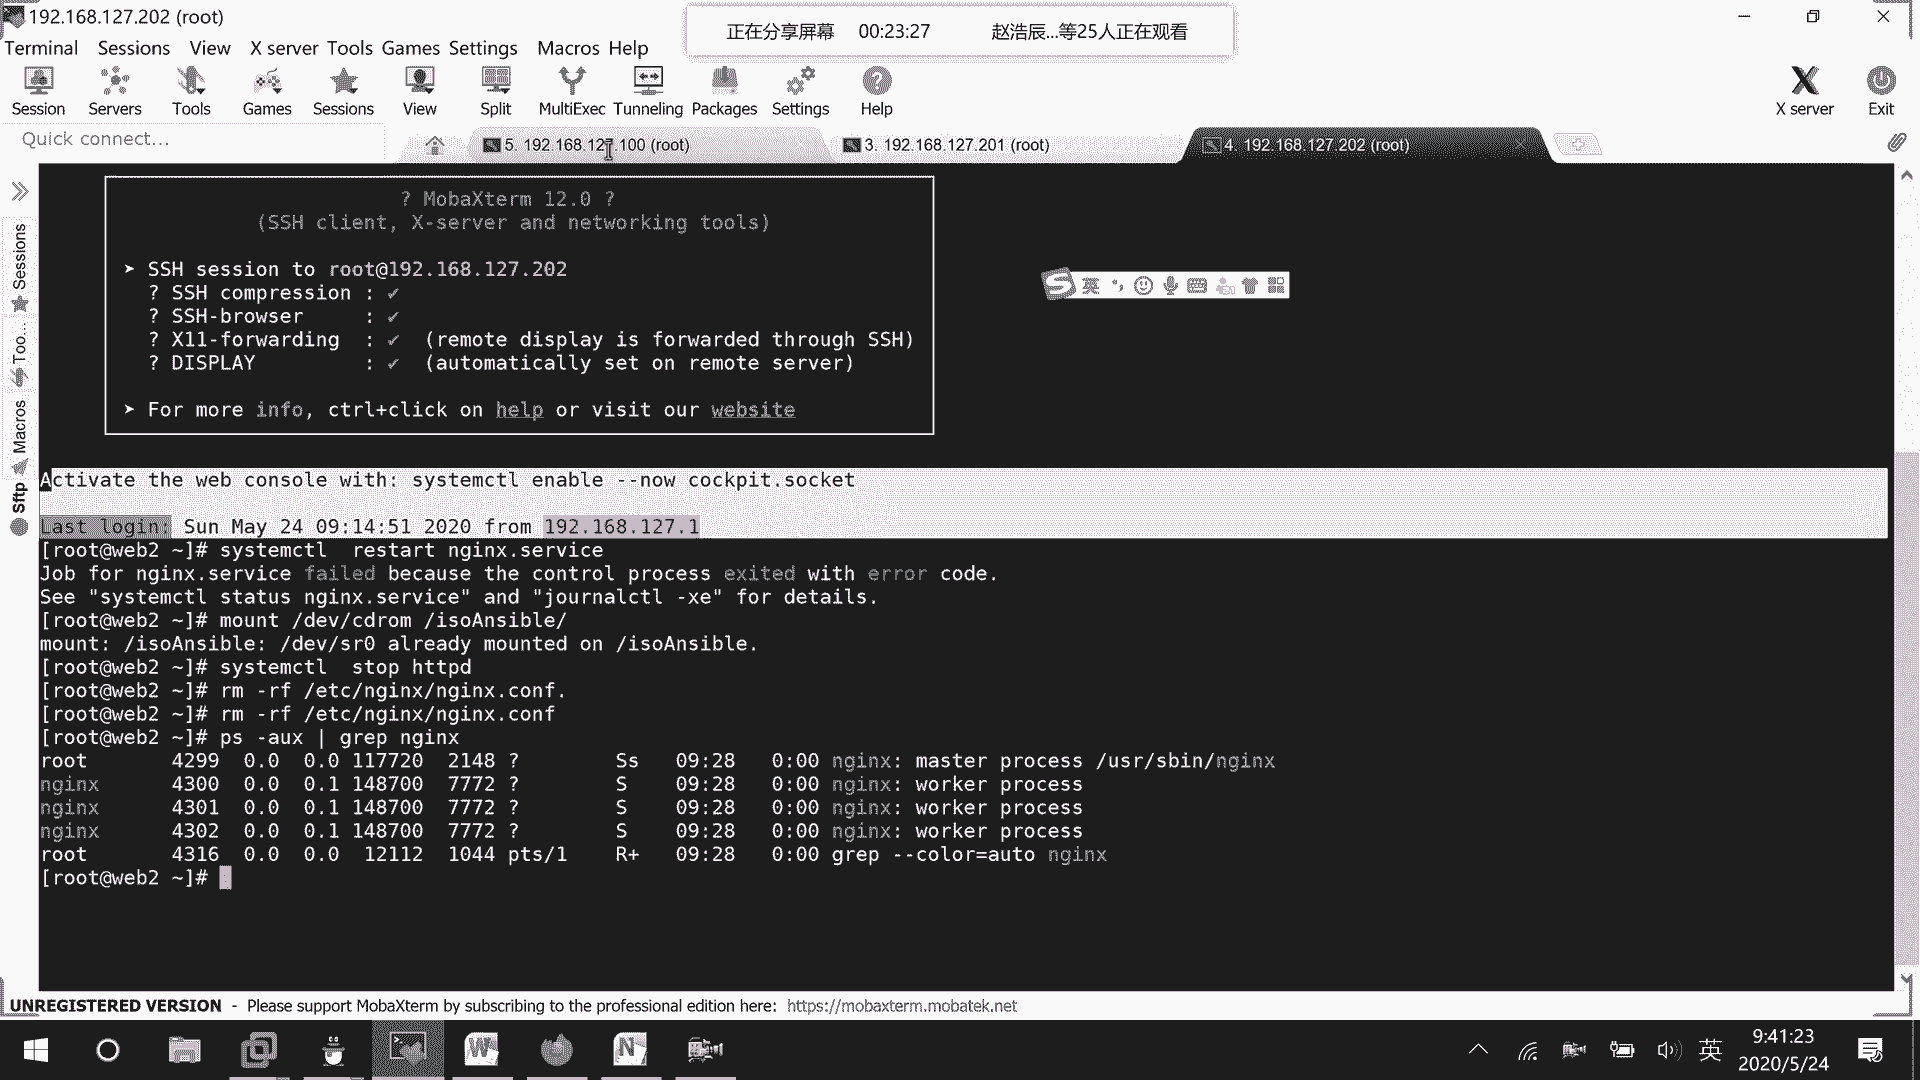 192.168.127.202 (root)
正在分享屏幕 00:23:27 赵浩辰...等25人正在观看
Terminal Sessions View X server Tools Games Settings Macros Help
Session Servers Tools Games Sessions View Split MultiExec Tunneling Packages Settings Help X server Exit
Quick connect...
5. 192.168.127.100 (root)
3. 192.168.127.201 (root)
4. 192.168.127.202 (root)
Sessions
Too...
Macros
Sftp
? MobaXterm 12.0 ?
(SSH client, X-server and networking tools)
➤ SSH session to root@192.168.127.202
? SSH compression : ✔
? SSH-browser : ✔
? X11-forwarding : ✔ (remote display is forwarded through SSH)
? DISPLAY : ✔ (automatically set on remote server)
➤ For more info, ctrl+click on help or visit our website
英
Activate the web console with: systemctl enable --now cockpit.socket
Last login: Sun May 24 09:14:51 2020 from 192.168.127.1
[root@web2 ~]# systemctl  restart nginx.service
Job for nginx.service failed because the control process exited with error code.
See "systemctl status nginx.service" and "journalctl -xe" for details.
[root@web2 ~]# mount /dev/cdrom /isoAnsible/
mount: /isoAnsible: /dev/sr0 already mounted on /isoAnsible.
[root@web2 ~]# systemctl  stop httpd
[root@web2 ~]# rm -rf /etc/nginx/nginx.conf.
[root@web2 ~]# rm -rf /etc/nginx/nginx.conf
[root@web2 ~]# ps -aux | grep nginx
root 4299 0.0 0.0 117720 2148 ? Ss 09:28 0:00 nginx: master process /usr/sbin/nginx
nginx 4300 0.0 0.1 148700 7772 ? S 09:28 0:00 nginx: worker process
nginx 4301 0.0 0.1 148700 7772 ? S 09:28 0:00 nginx: worker process
nginx 4302 0.0 0.1 148700 7772 ? S 09:28 0:00 nginx: worker process
root 4316 0.0 0.0 12112 1044 pts/1 R+ 09:28 0:00 grep --color=auto nginx
[root@web2 ~]#
UNREGISTERED VERSION - Please support MobaXterm by subscribing to the professional edition here: https://mobaxterm.mobatek.net
英
9:41:23
2020/5/24